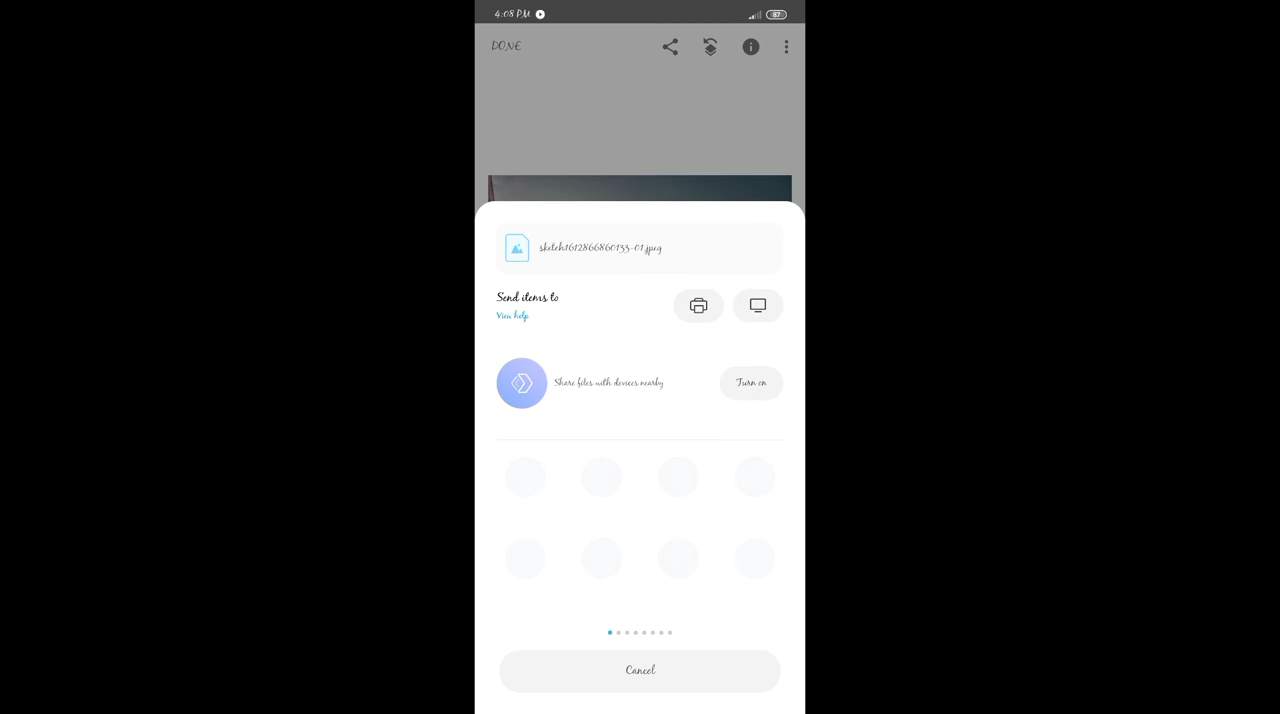 4:08 PM
87
DONE
sketch1612866860133-01.jpeg
Send items to
View help
Share files with devices nearby
Turn on
Cancel